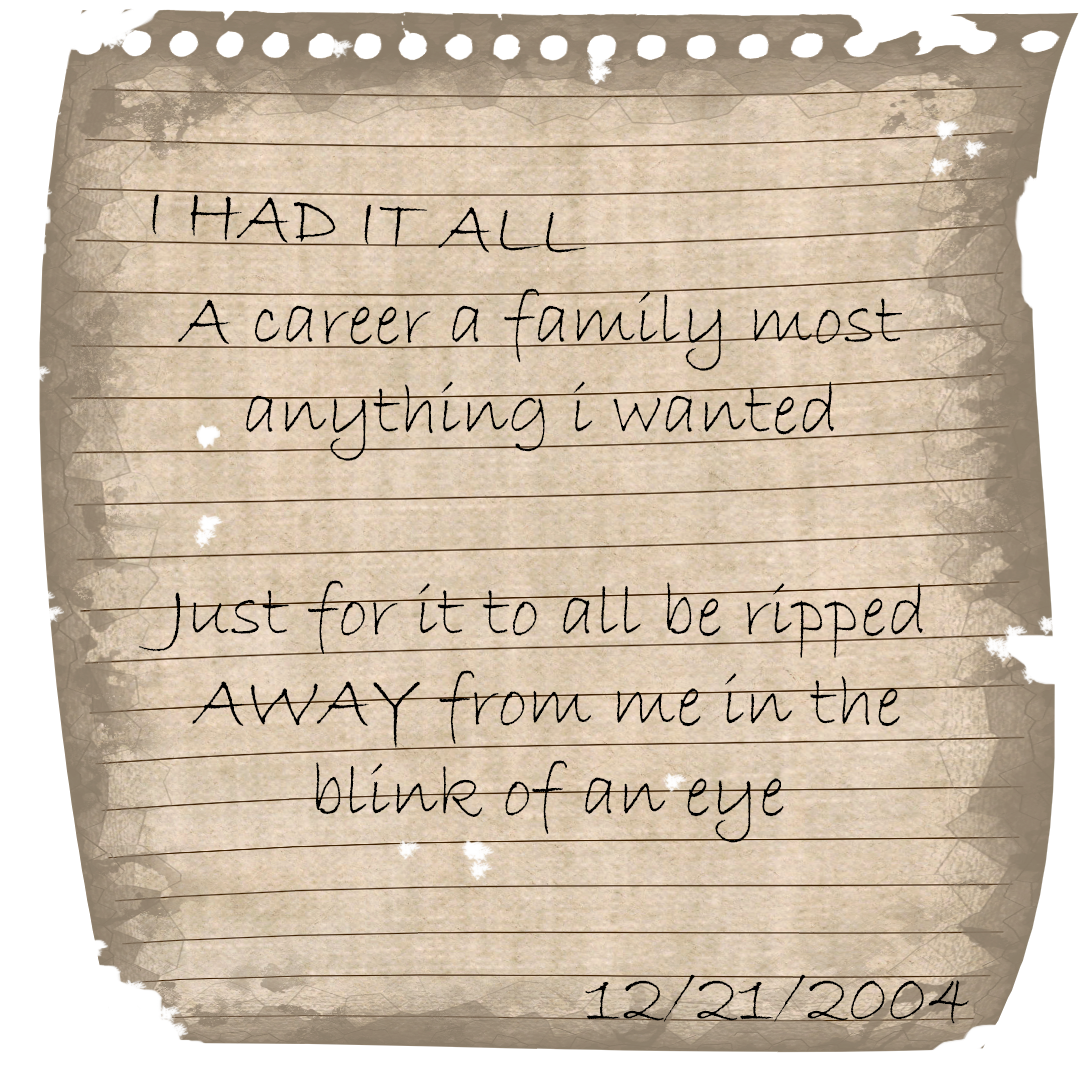 I HAD IT ALL
A career a family most
anything i wanted
Just for it to all be ripped
AWAY from me in the
blink of an eye
12/21/2004